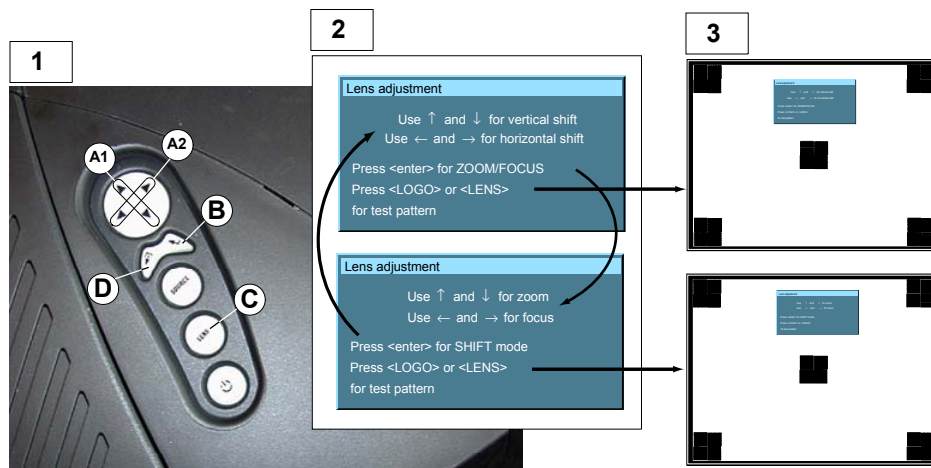 1
A1
A2
B
D
SOURCE
C
LENS
2
Lens adjustment
Use ↑ and ↓ for vertical shift
Use ← and → for horizontal shift
Press <enter> for ZOOM/FOCUS
Press <LOGO> or <LENS>
for test pattern
Lens adjustment
Use ↑ and ↓ for zoom
Use ← and → for focus
Press <enter> for SHIFT mode
Press <LOGO> or <LENS>
for test pattern
3